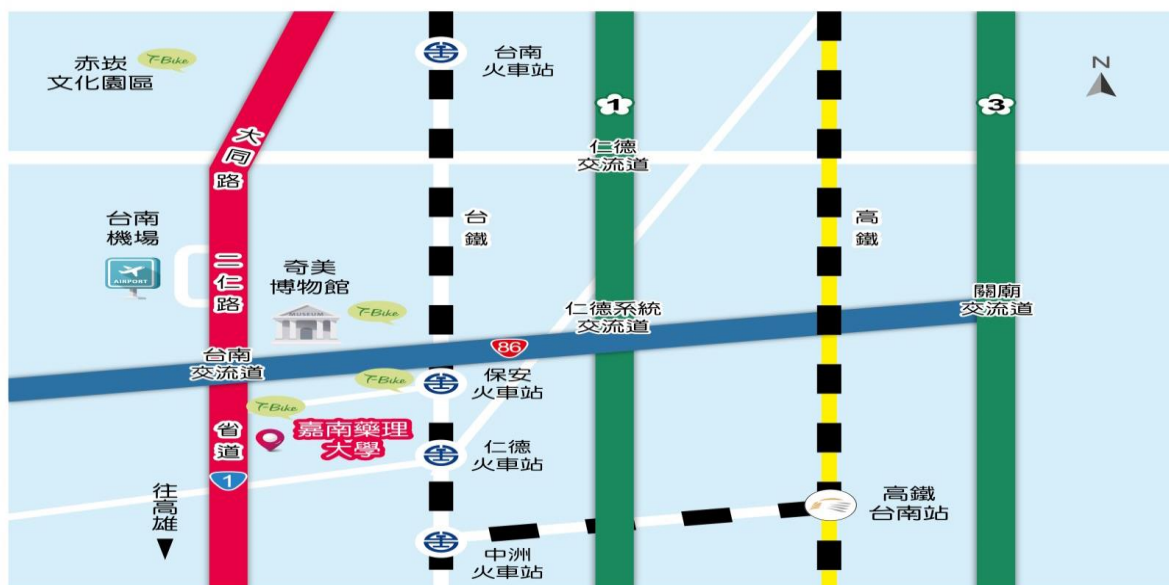 赤崁
文化園區
T-Bike
台南
火車站
N
1
3
大同路
仁德
交流道
台南
機場
AIRPORT
台鐵
高鐵
二仁路
奇美
博物館
MUSEUM
T-Bike
仁德系統
交流道
關廟
交流道
台南
交流道
86
保安
火車站
T-Bike
T-Bike
省道
1
嘉南藥理
大學
仁德
火車站
往高雄
高鐵
台南站
中洲
火車站